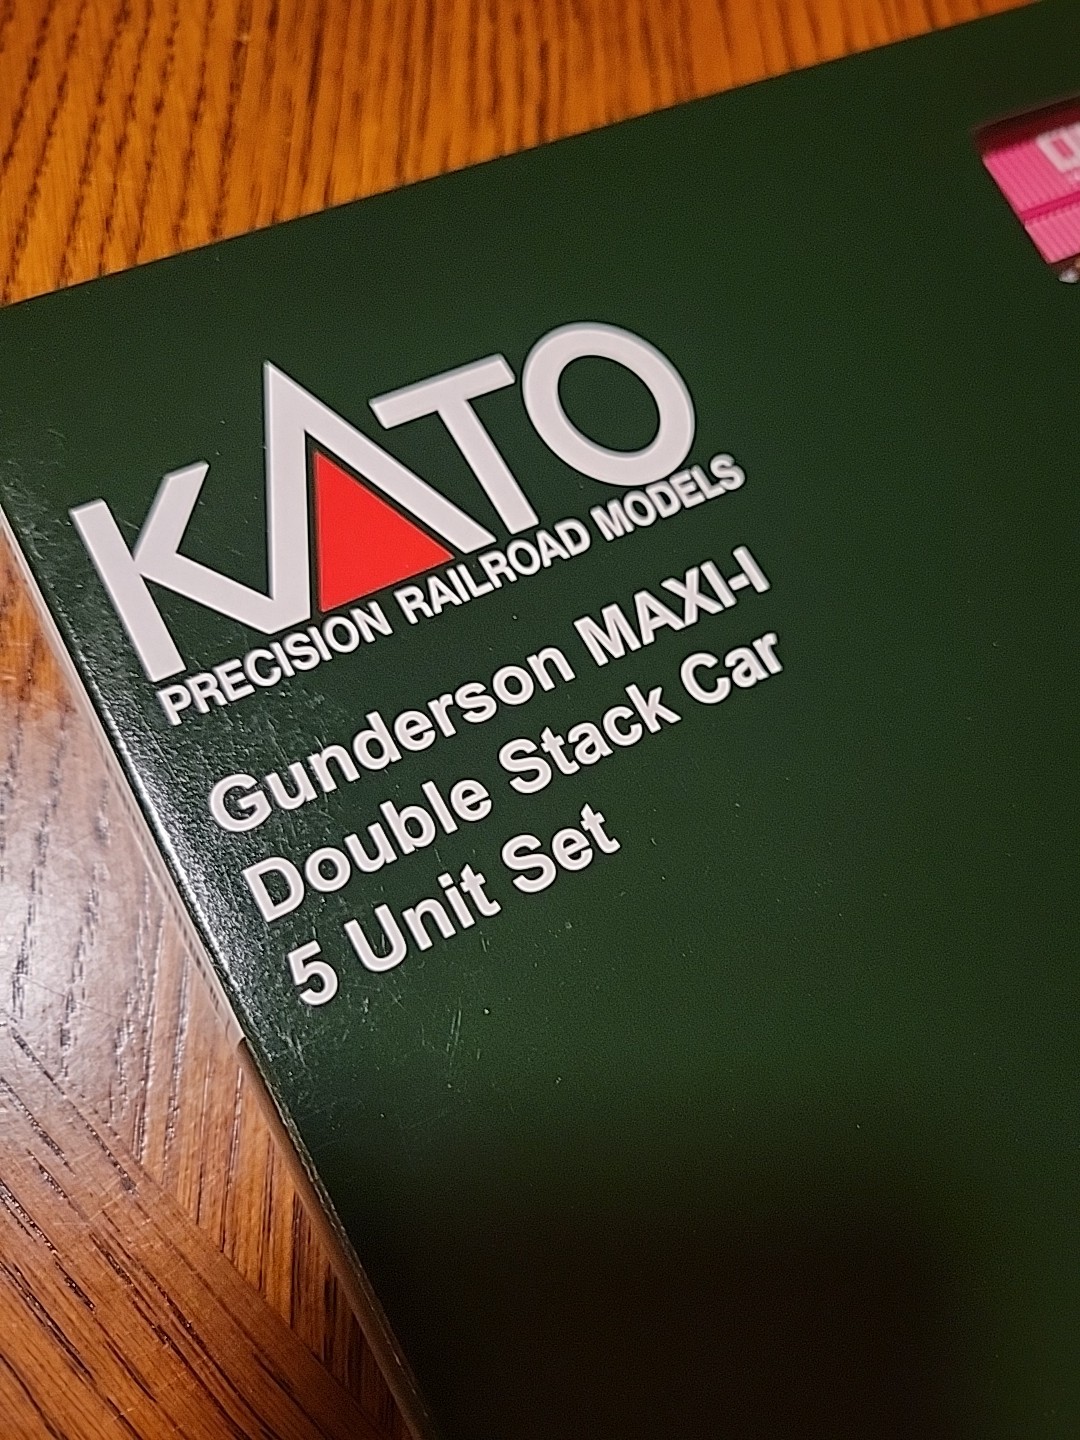 KATO
PRECISION RAILROAD MODELS
Gunderson MAXI-I
Double Stack Car
5 Unit Set